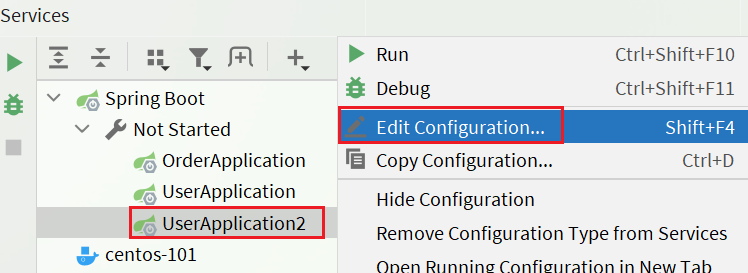 Services
Spring Boot
Not Started
OrderApplication
UserApplication
UserApplication2
centos-101
Run Ctrl+Shift+F10
Debug Ctrl+Shift+F11
Edit Configuration... Shift+F4
Copy Configuration... Ctrl+D
Hide Configuration
Remove Configuration Type from Services
Open Running Configuration in New Tab